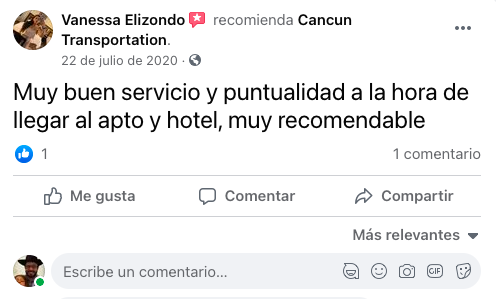 Vanessa Elizondo recomienda Cancun
Transportation.
22 de julio de 2020 ·
Muy buen servicio y puntualidad a la hora de
llegar al apto y hotel, muy recomendable
1 1 comentario
Me gusta Comentar Compartir
Más relevantes
Escribe un comentario... GIF